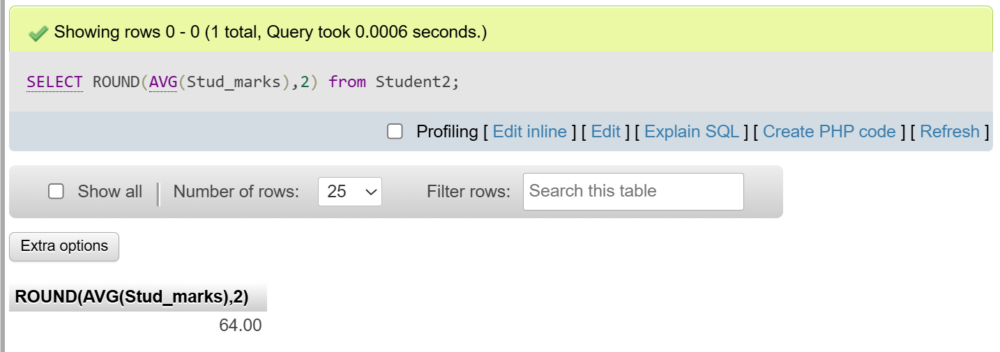 Showing rows 0 - 0 (1 total, Query took 0.0006 seconds.)
SELECT ROUND(AVG(Stud_marks),2) from Student2;
Profiling [ Edit inline ] [ Edit ] [ Explain SQL ] [ Create PHP code ] [ Refresh ]
Show all | Number of rows: 25 Filter rows: Search this table
Extra options
ROUND(AVG(Stud_marks),2)
64.00